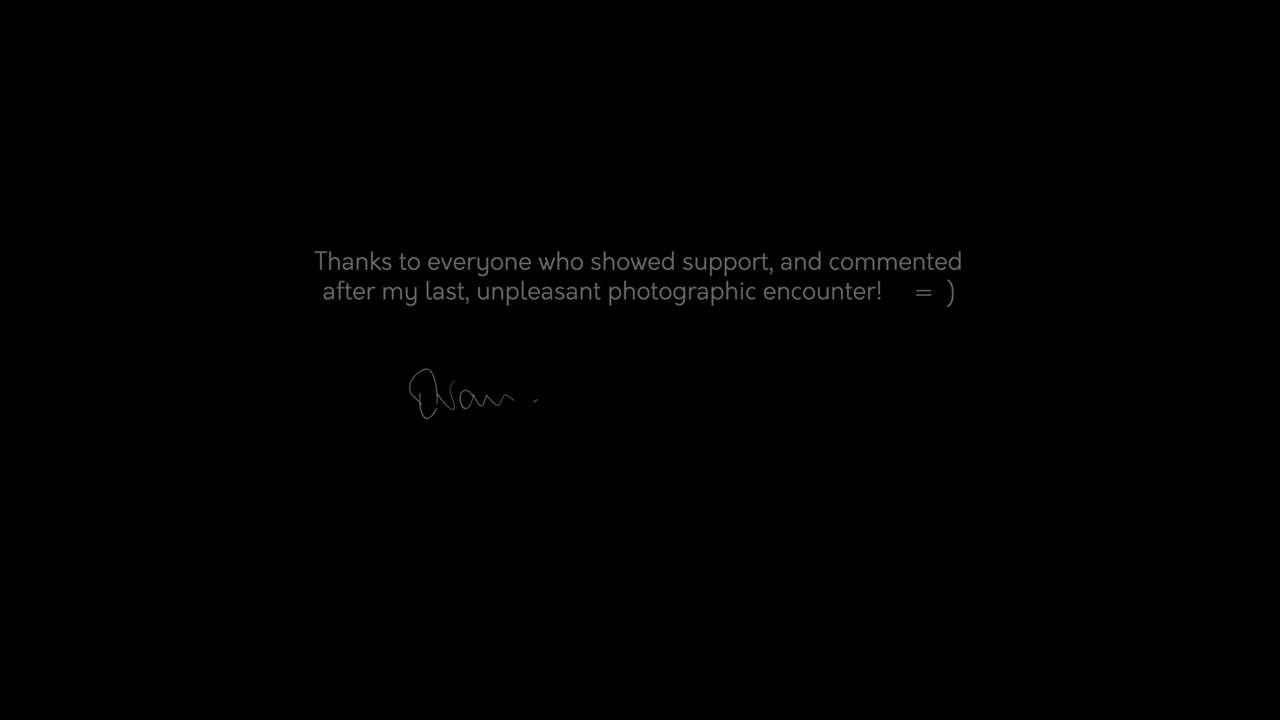 Thanks to everyone who showed support, and commented
after my last, unpleasant photographic encounter! = )